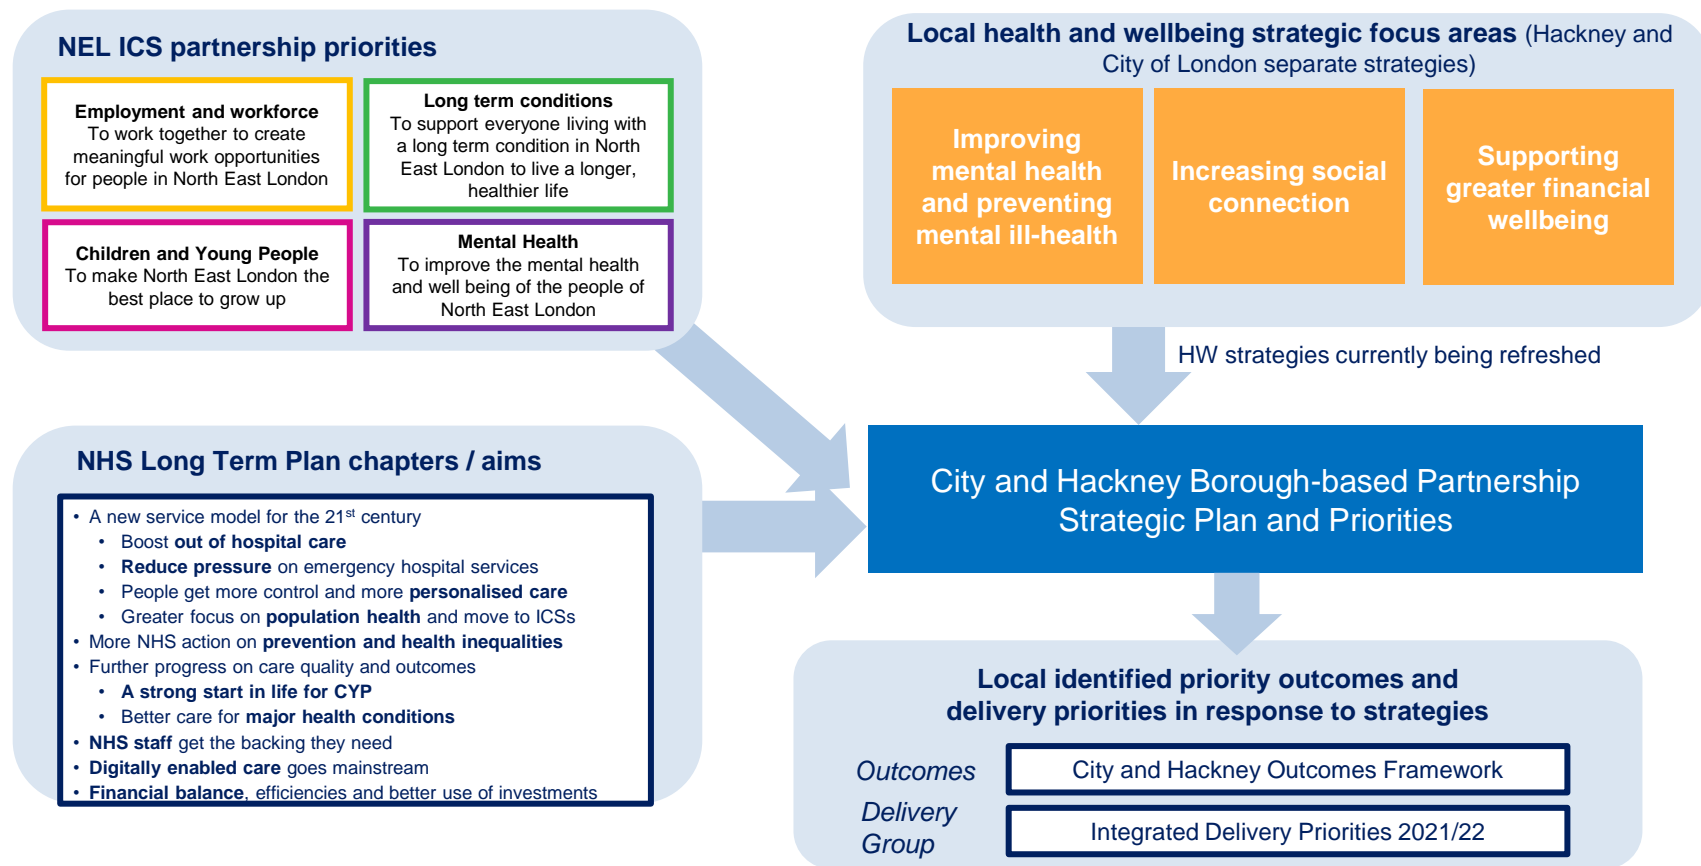 NEL ICS partnership priorities
Employment and workforce
To work together to create
meaningful work opportunities
for people in North East London
Long term conditions
To support everyone living with
a long term condition in North
East London to live a longer,
healthier life
Children and Young People
To make North East London the
best place to grow up
Mental Health
To improve the mental health
and well being of the people of
North East London
Local health and wellbeing strategic focus areas (Hackney and
City of London separate strategies)
Improving
mental health
and preventing
mental ill-health
Increasing social
connection
Supporting
greater financial
wellbeing
HW strategies currently being refreshed
NHS Long Term Plan chapters / aims
• A new service model for the 21st century
• Boost out of hospital care
• Reduce pressure on emergency hospital services
• People get more control and more personalised care
• Greater focus on population health and move to ICSs
• More NHS action on prevention and health inequalities
• Further progress on care quality and outcomes
• A strong start in life for CYP
• Better care for major health conditions
• NHS staff get the backing they need
• Digitally enabled care goes mainstream
• Financial balance, efficiencies and better use of investments
City and Hackney Borough-based Partnership
Strategic Plan and Priorities
Local identified priority outcomes and
delivery priorities in response to strategies
Outcomes
City and Hackney Outcomes Framework
Delivery
Group
Integrated Delivery Priorities 2021/22